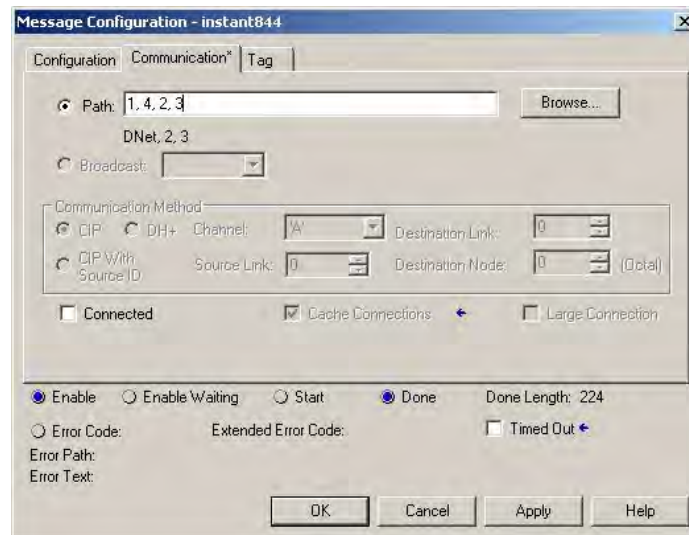 Message Configuration - instant844
Configuration Communication* Tag
Path: 1, 4, 2, 3 Browse...
DNet, 2, 3
Broadcast:
Communication Method
CIP DH+ Channel: 'A' Destination Link: 0
CIP With Source ID Source Link: 0 Destination Node: 0 (Octal)
Connected Cache Connections Large Connection
Enable Enable Waiting Start Done Done Length: 224
Error Code: Extended Error Code: Timed Out
Error Path:
Error Text:
OK Cancel Apply Help